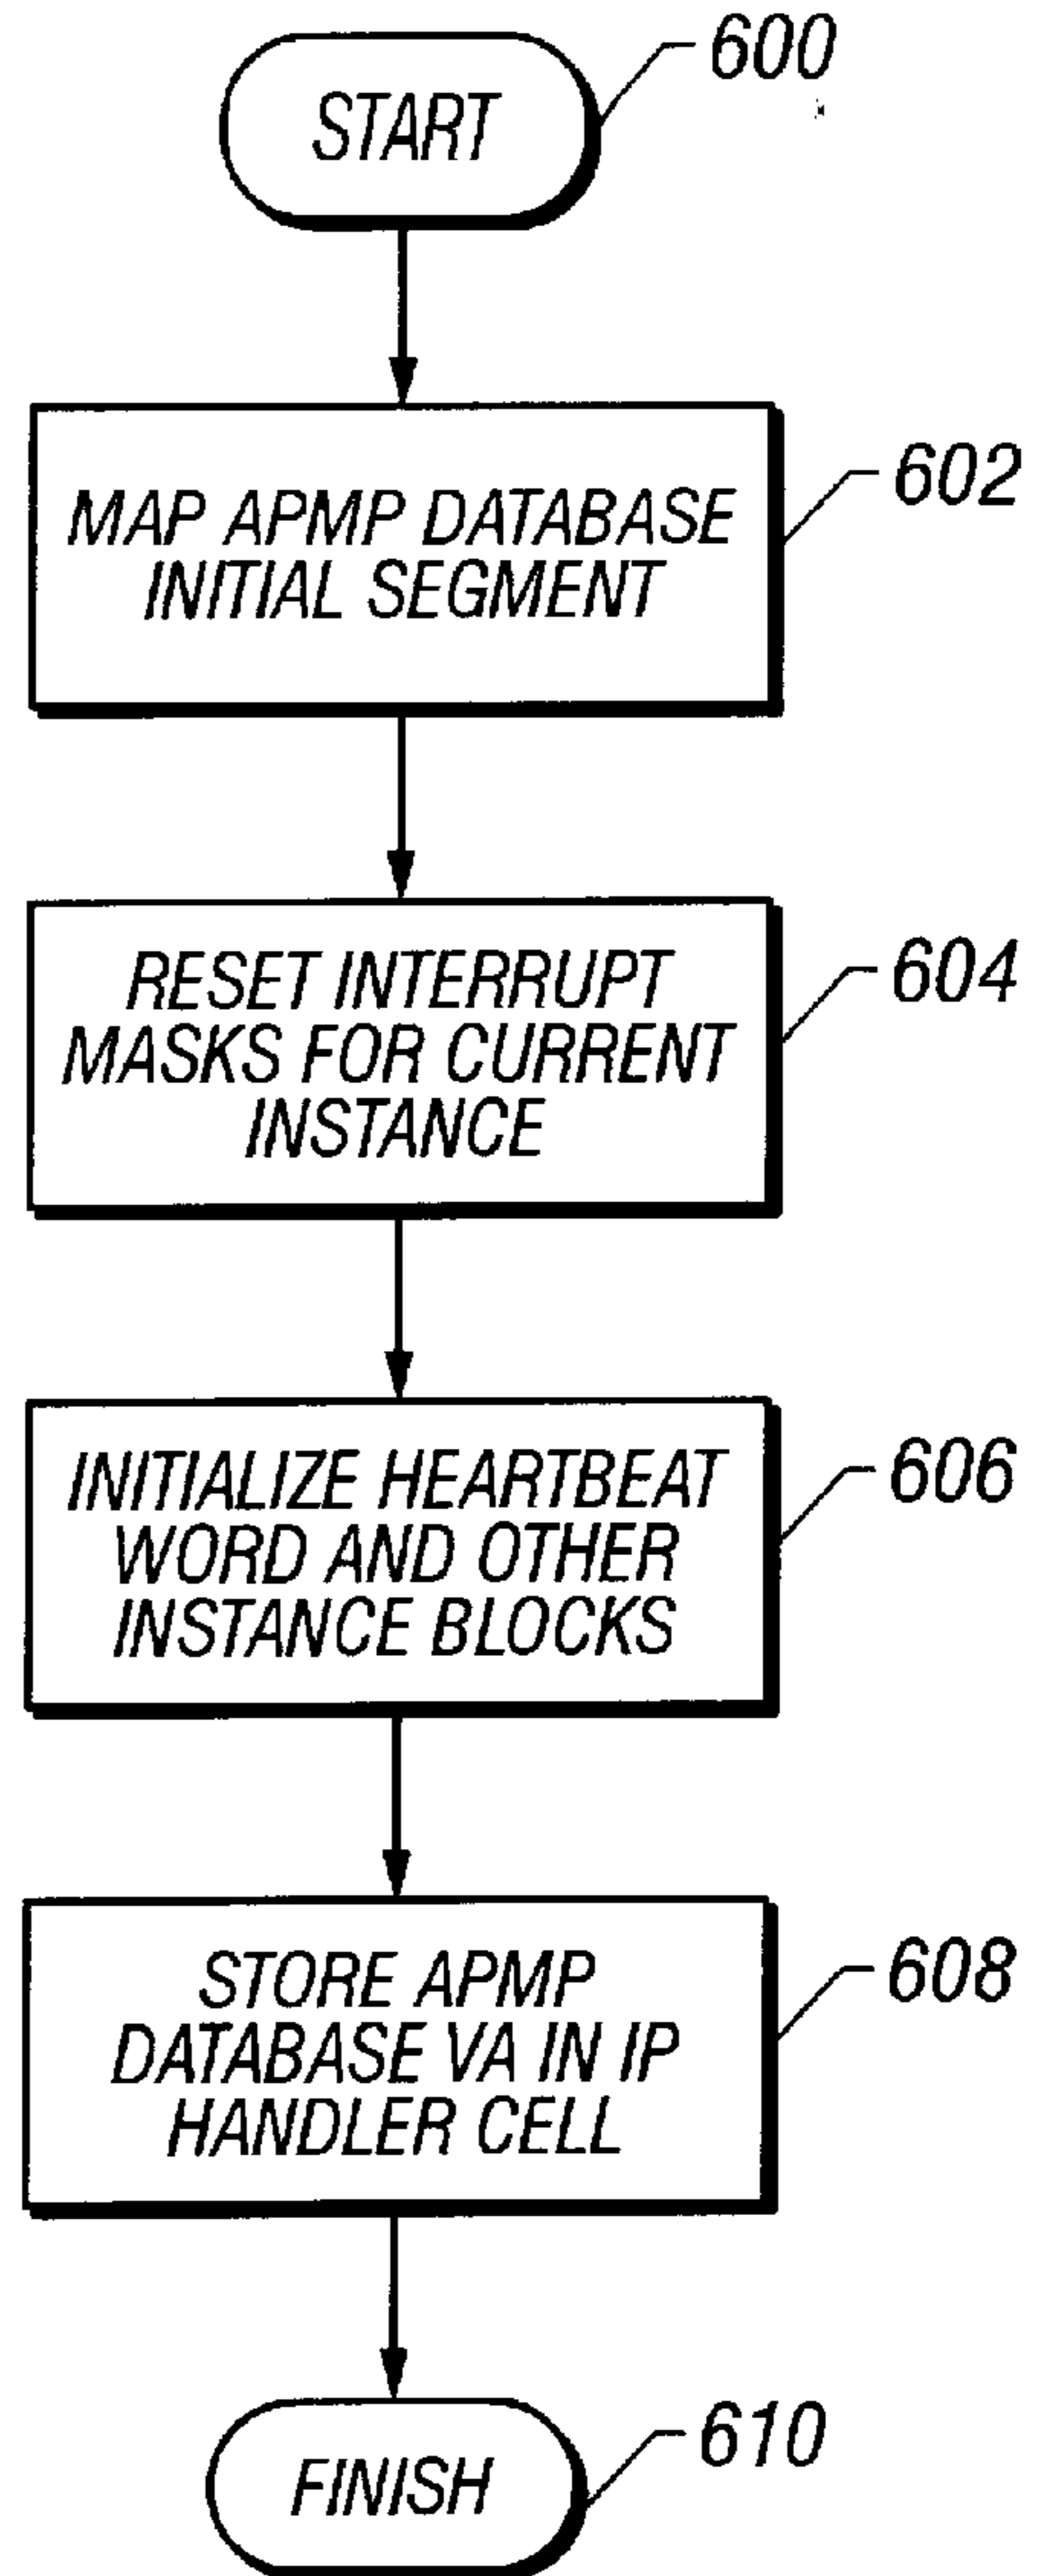 600
START
MAP APMP DATABASE
INITIAL SEGMENT
602
RESET INTERRUPT
MASKS FOR CURRENT
INSTANCE
604
INITIALIZE HEARTBEAT
WORD AND OTHER
INSTANCE BLOCKS
606
STORE APMP
DATABASE VA IN IP
HANDLER CELL
608
FINISH
610